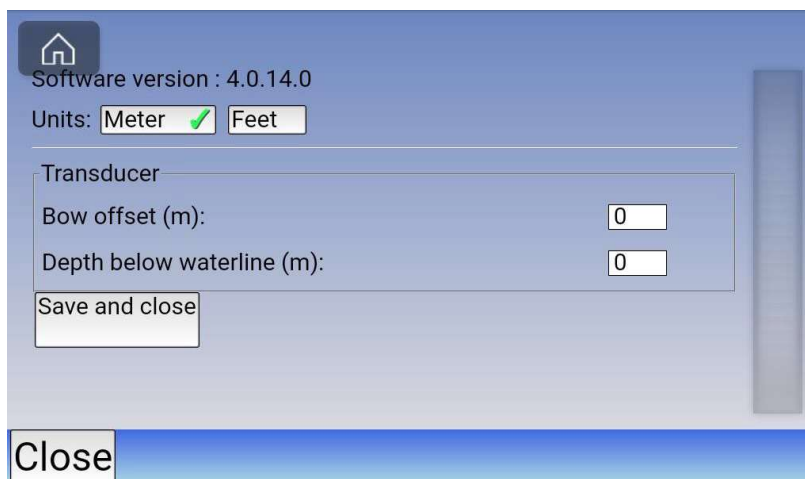 Software version : 4.0.14.0
Units: Meter Feet
Transducer
Bow offset (m): 0
Depth below waterline (m): 0
Save and close
Close